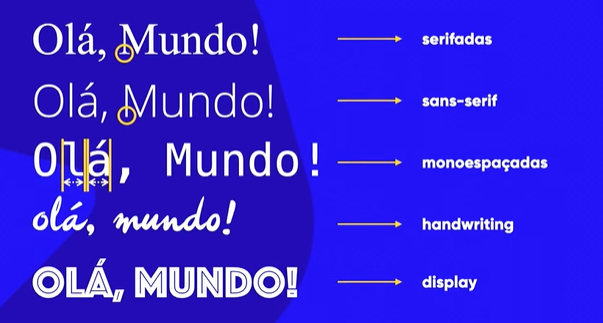 Olá, Mundo! serifadas
Olá, Mundo! sans-serif
Olá, Mundo! monoespaçadas
olá, mundo! handwriting
OLÁ, MUNDO! display